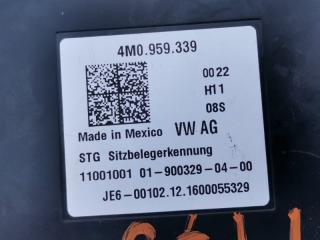 4M0.959.339
0022
H11
08S
Made in Mexico VW AG
STG Sitzbelegerkennung
11001001 01-900329-04-00
JE6-00102.12.1600055329